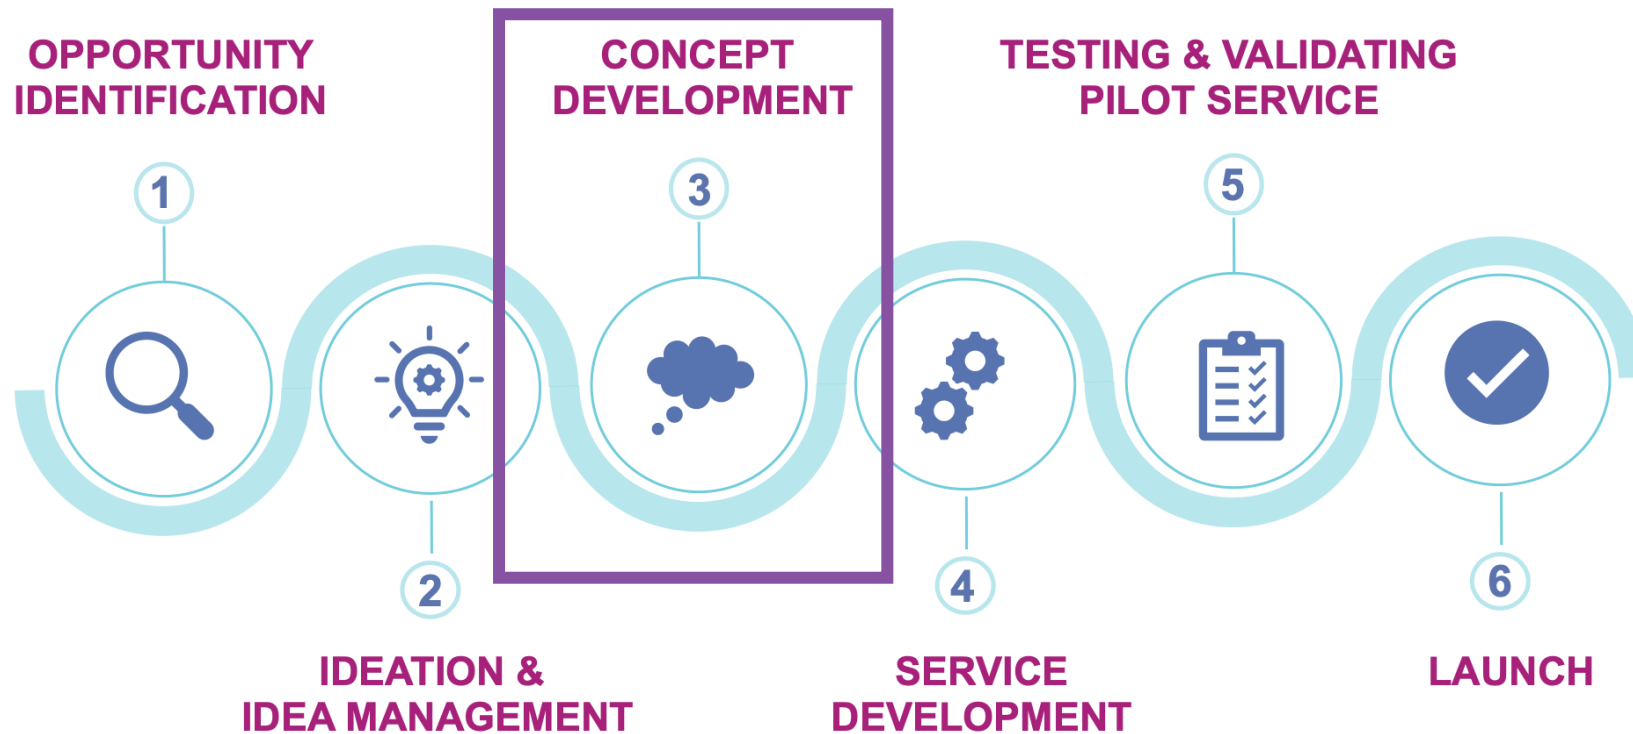 OPPORTUNITY
IDENTIFICATION
1
2
IDEATION &
IDEA MANAGEMENT
CONCEPT
DEVELOPMENT
3
4
SERVICE
DEVELOPMENT
TESTING & VALIDATING
PILOT SERVICE
5
6
LAUNCH